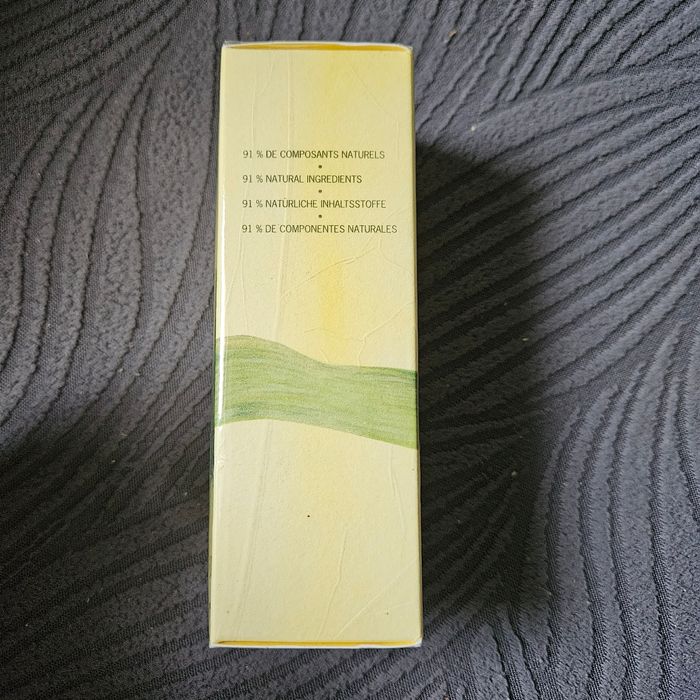 91 % DE COMPOSANTS NATURELS
•
91 % NATURAL INGREDIENTS
•
91 % NATÜRLICHE INHALTSSTOFFE
•
91 % DE COMPONENTES NATURALES